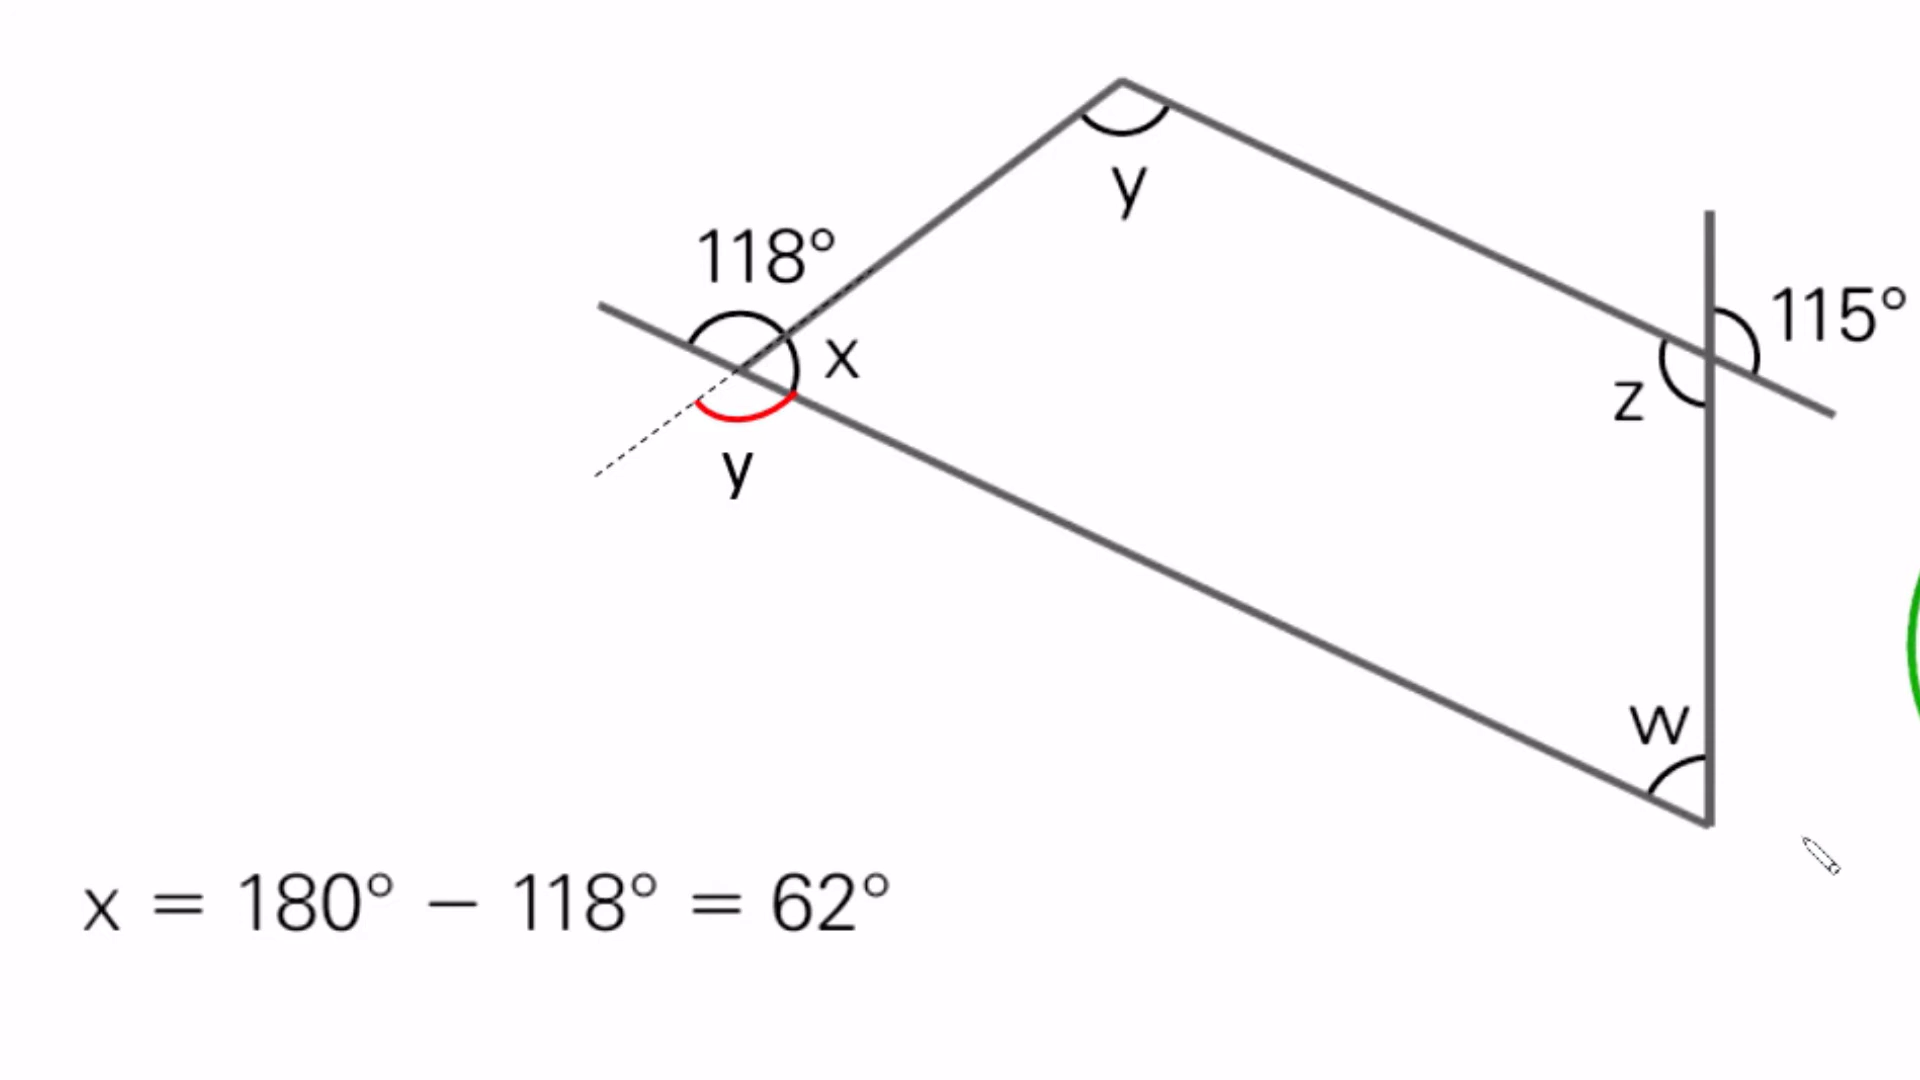 y
118°
115°
x
z
y
w
x = 180° − 118° = 62°